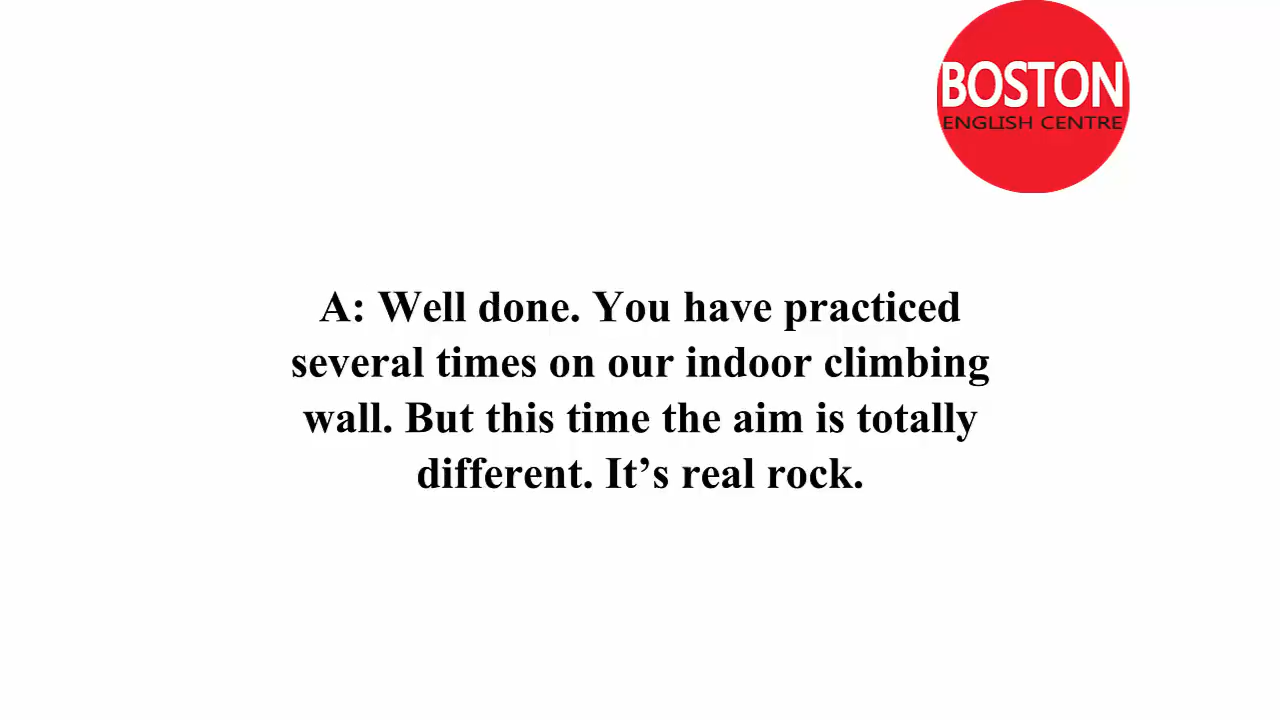 BOSTON
ENGLISH CENTRE
A: Well done. You have practiced
several times on our indoor climbing
wall. But this time the aim is totally
different. It’s real rock.